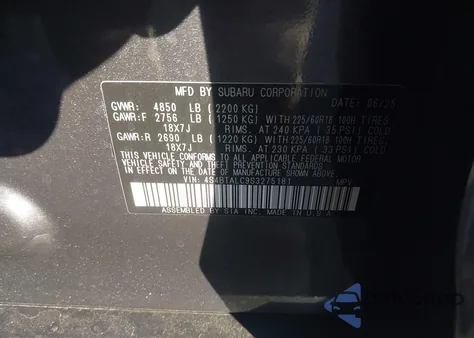 MFD BY SUBARU CORPORATION DATE: 06/25
GVWR: 4850 LB (2200 KG)
GAWR:F 2756 LB (1250 KG) WITH 225/60R18 100H TIRES,
18X7J RIMS, AT 240 KPA (35 PSI) COLD
GAWR:R 2690 LB (1220 KG) WITH 225/60R18 100H TIRES,
18X7J RIMS, AT 230 KPA (33 PSI) COLD
THIS VEHICLE CONFORMS TO ALL APPLICABLE FEDERAL MOTOR
VEHICLE SAFETY AND THEFT PREVENTION STANDARDS
IN EFFECT ON THE DATE OF MANUFACTURE SHOWN ABOVE.
VIN: 4S4BTALC9S3275181 MPV
ASSEMBLED BY SIA INC. MADE IN U.S.A.